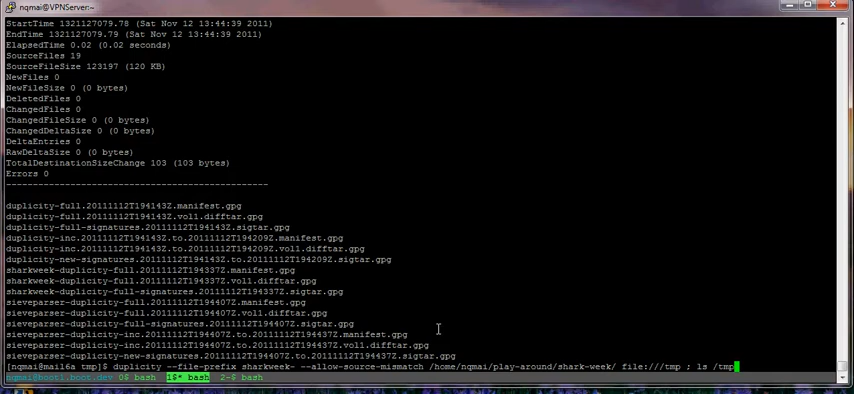 nqmai@VPNServer:~
StartTime 1321127079.78 (Sat Nov 12 13:44:39 2011)
EndTime 1321127079.79 (Sat Nov 12 13:44:39 2011)
ElapsedTime 0.02 (0.02 seconds)
SourceFiles 19
SourceFileSize 123197 (120 KB)
NewFiles 0
NewFileSize 0 (0 bytes)
DeletedFiles 0
ChangedFiles 0
ChangedFileSize 0 (0 bytes)
ChangedDeltaSize 0 (0 bytes)
DeltaEntries 0
RawDeltaSize 0 (0 bytes)
TotalDestinationSizeChange 103 (103 bytes)
Errors 0
-------------------------------------------------
duplicity-full.20111112T194143Z.manifest.gpg
duplicity-full.20111112T194143Z.vol1.difftar.gpg
duplicity-full-signatures.20111112T194143Z.sigtar.gpg
duplicity-inc.20111112T194143Z.to.20111112T194209Z.manifest.gpg
duplicity-inc.20111112T194143Z.to.20111112T194209Z.vol1.difftar.gpg
duplicity-new-signatures.20111112T194143Z.to.20111112T194209Z.sigtar.gpg
sharkweek-duplicity-full.20111112T194337Z.manifest.gpg
sharkweek-duplicity-full.20111112T194337Z.vol1.difftar.gpg
sharkweek-duplicity-full-signatures.20111112T194337Z.sigtar.gpg
sieveparser-duplicity-full.20111112T194407Z.manifest.gpg
sieveparser-duplicity-full.20111112T194407Z.vol1.difftar.gpg
sieveparser-duplicity-full-signatures.20111112T194407Z.sigtar.gpg
sieveparser-duplicity-inc.20111112T194407Z.to.20111112T194437Z.manifest.gpg
sieveparser-duplicity-inc.20111112T194407Z.to.20111112T194437Z.vol1.difftar.gpg
sieveparser-duplicity-new-signatures.20111112T194407Z.to.20111112T194437Z.sigtar.gpg
[nqmai@mail6a tmp]$ duplicity --file-prefix sharkweek- --allow-source-mismatch /home/nqmai/play-around/shark-week/ file:///tmp ; ls /tmp
nqmai@boot1.boct.dev 0$ bash 1$* bash 2-$ bash